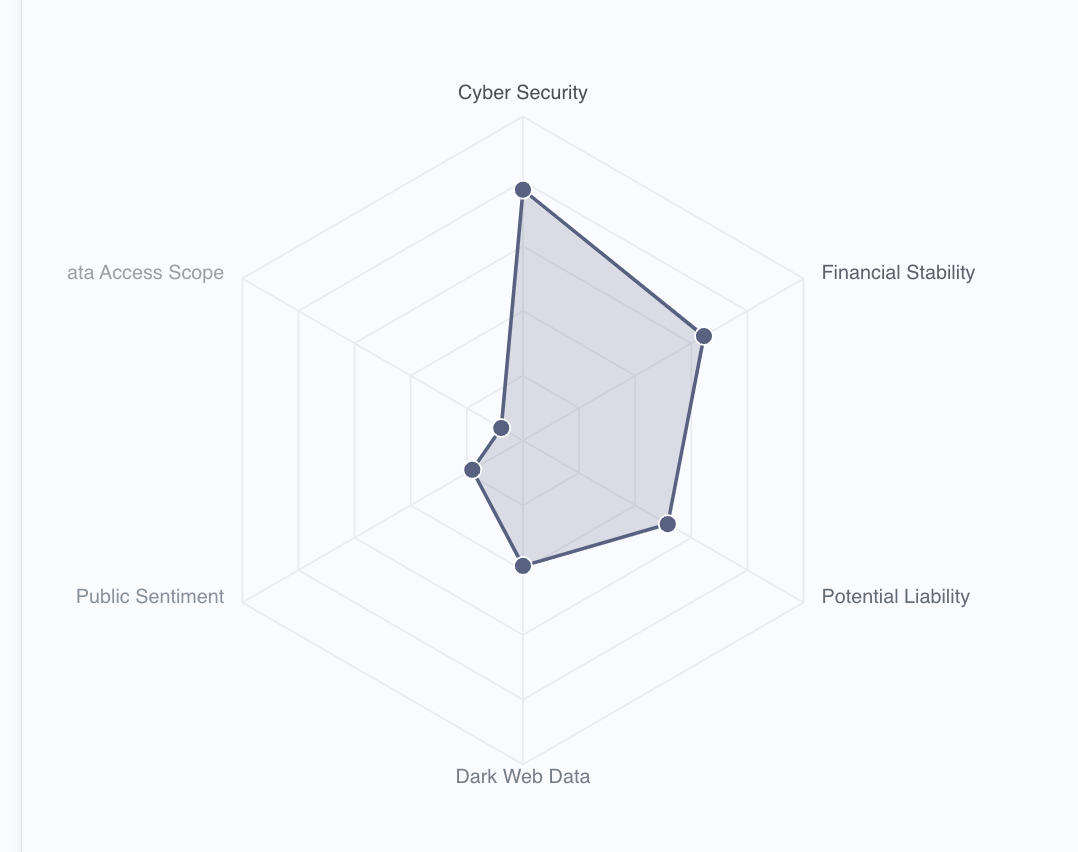 Cyber Security
ata Access Scope
Financial Stability
Public Sentiment
Potential Liability
Dark Web Data